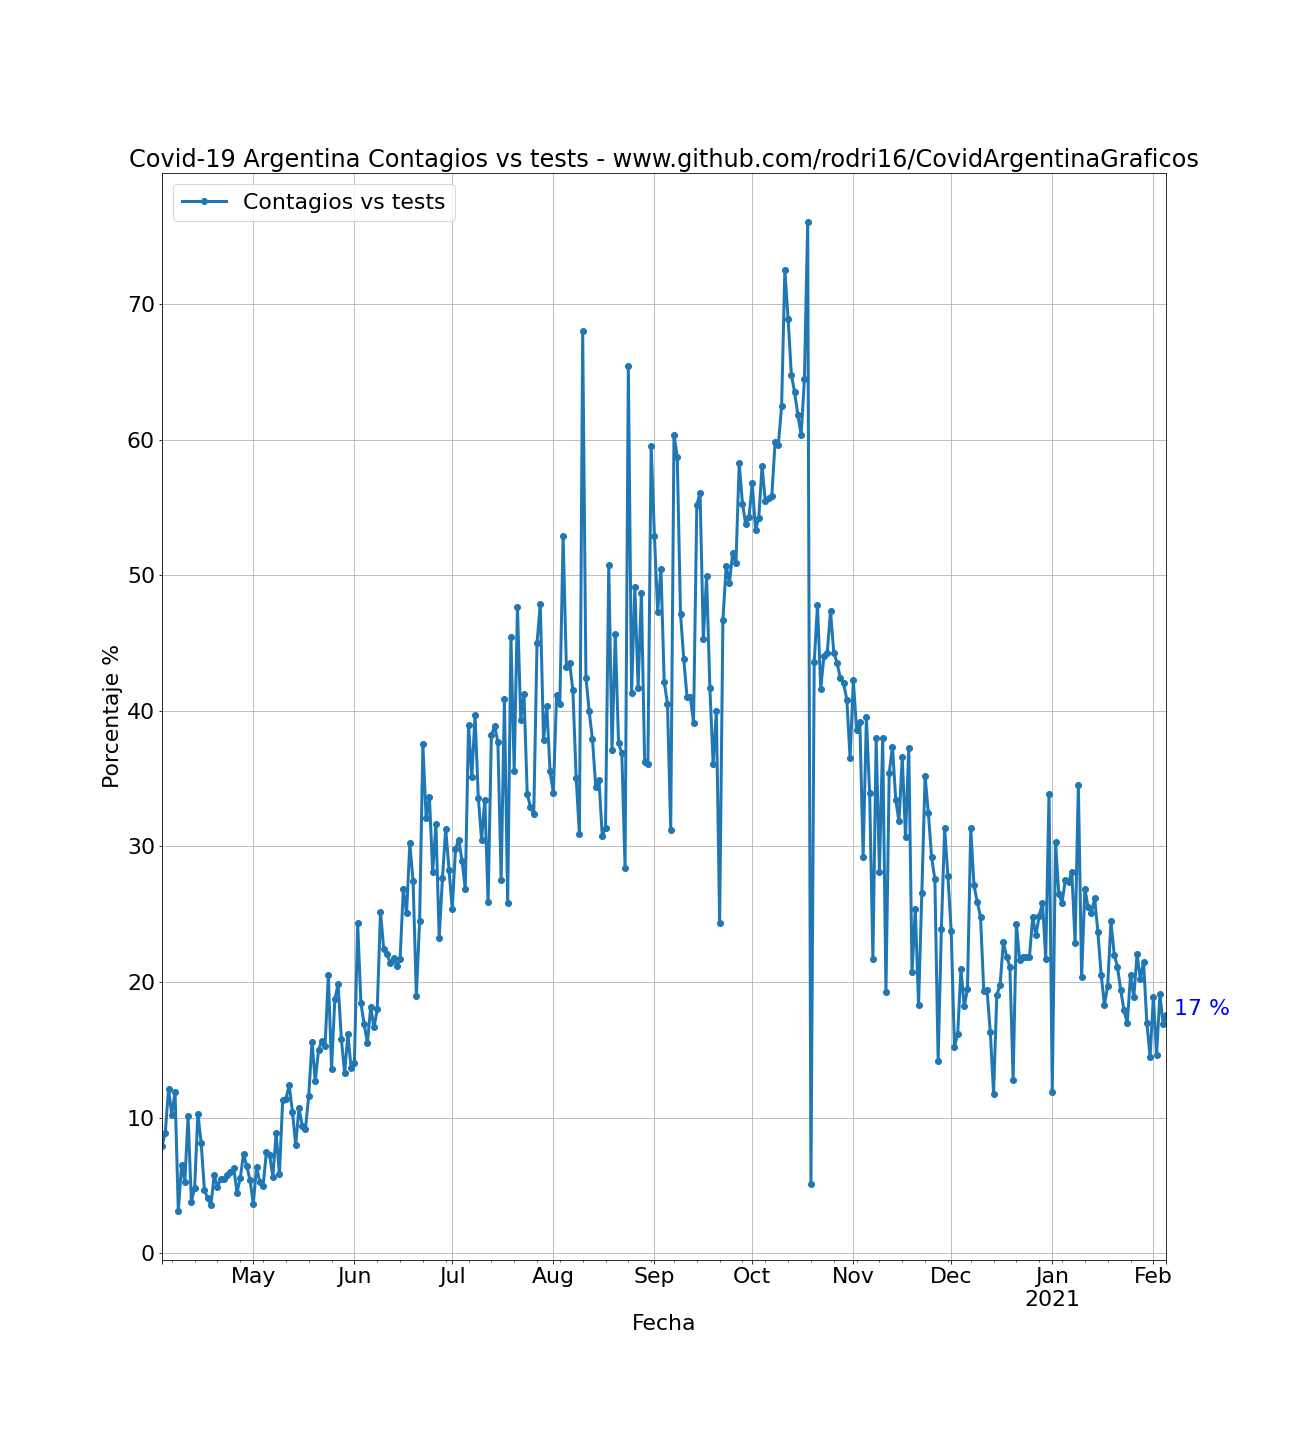 Covid-19 Argentina Contagios vs tests - www.github.com/rodri16/CovidArgentinaGraficos
Contagios vs tests
70
60
50
40
30
20
10
0
Porcentaje %
17 %
May Jun Jul Aug Sep Oct Nov Dec Jan Feb
2021
Fecha